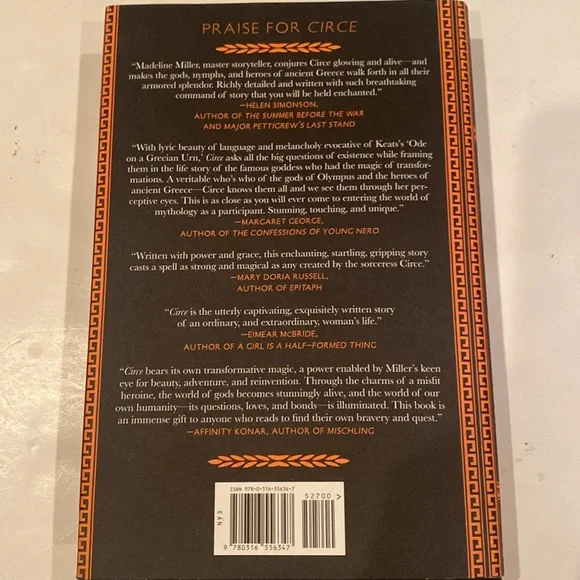 PRAISE FOR CIRCE
“Madeline Miller, master storyteller, conjures Circe glowing and alive—and
makes the gods, nymphs, and heroes of ancient Greece walk forth in all their
armored splendor. Richly detailed and written with such breathtaking
command of story that you will be held enchanted.”
—HELEN SIMONSON,
AUTHOR OF THE SUMMER BEFORE THE WAR
AND MAJOR PETTIGREW'S LAST STAND
“With lyric beauty of language and melancholy evocative of Keats's ‘Ode
on a Grecian Urn,’ Circe asks all the big questions of existence while framing
them in the life story of the famous goddess who had the magic of transfor-
mations. A veritable who's who of the gods of Olympus and the heroes of
ancient Greece—Circe knows them all and we see them through her per-
ceptive eyes. This is as close as you will ever come to entering the world of
mythology as a participant. Stunning, touching, and unique.”
—MARGARET GEORGE,
AUTHOR OF THE CONFESSIONS OF YOUNG NERO
“Written with power and grace, this enchanting, startling, gripping story
casts a spell as strong and magical as any created by the sorceress Circe.”
—MARY DORIA RUSSELL,
AUTHOR OF EPITAPH
“Circe is the utterly captivating, exquisitely written story
of an ordinary, and extraordinary, woman's life.”
—EIMEAR McBRIDE,
AUTHOR OF A GIRL IS A HALF-FORMED THING
“Circe bears its own transformative magic, a power enabled by Miller's keen
eye for beauty, adventure, and reinvention. Through the charms of a misfit
heroine, the world of gods becomes stunningly alive, and the world of our
own humanity—its questions, loves, and bonds—is illuminated. This book is
an immense gift to anyone who reads to find their own bravery and quest.”
—AFFINITY KONAR, AUTHOR OF MISCHLING
ISBN 978-0-316-55634-7
52700 >
EAN
9 780316 556347